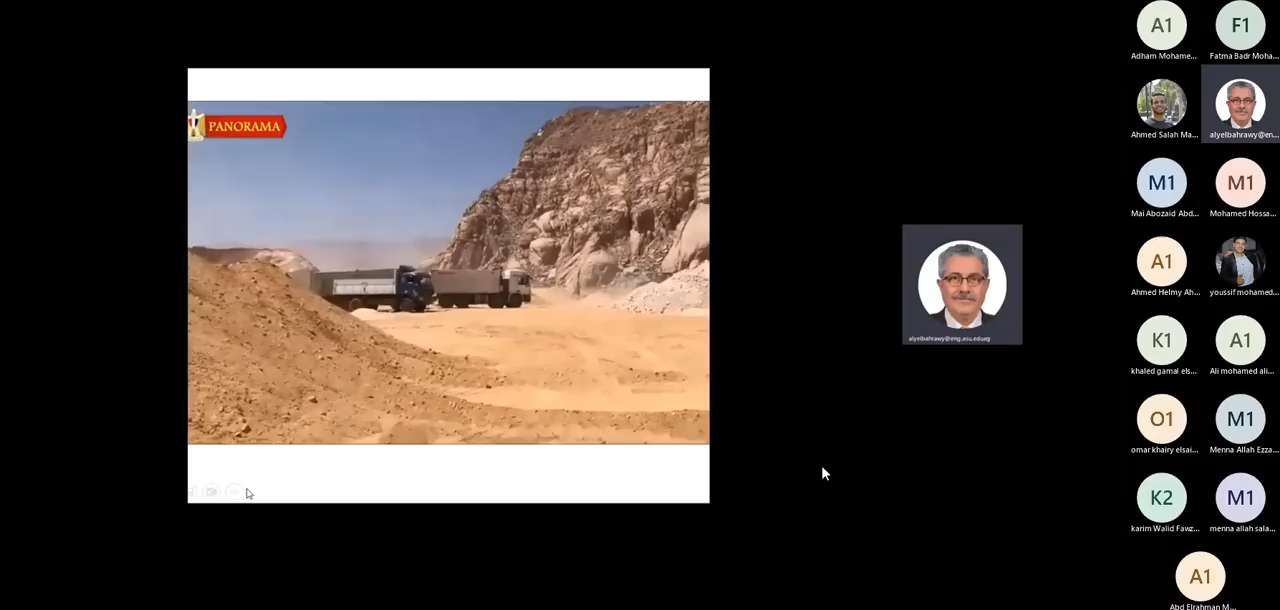 PANORAMA
alyelbahrawy@eng.asu.edu.eg
A1
F1
Adham Mohame...
Fatma Badr Moha...
Ahmed Salah Ma...
alyelbahrawy@en...
M1
M1
Mai Abozaid Abd...
Mohamed Hossa...
A1
Ahmed Helmy Ah...
youssif mohamed...
K1
A1
khaled gamal els...
Ali mohamed ali...
O1
M1
omar khairy elsai...
Menna Allah Ezza...
K2
M1
karim Walid Fawz...
menna allah sala...
A1
Abd Elrahman M...